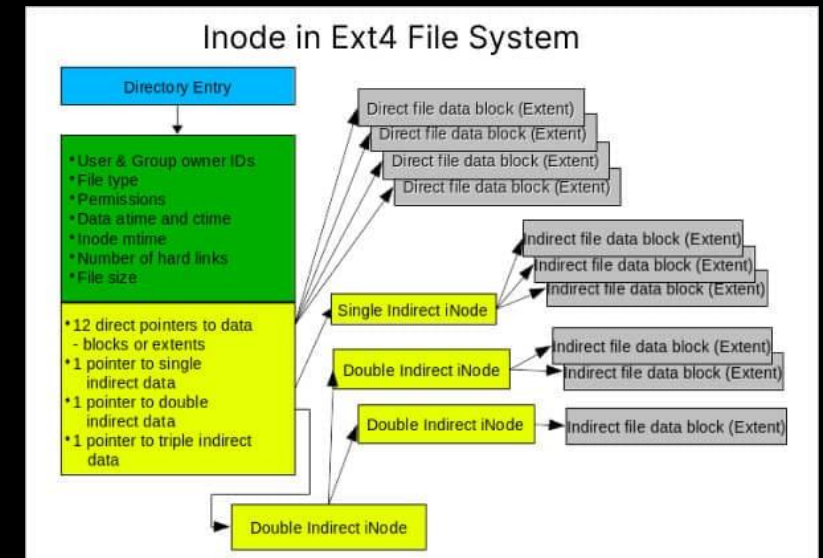 Inode in Ext4 File System
Directory Entry
•User & Group owner IDs
•File type
•Permissions
•Data atime and ctime
•Inode mtime
•Number of hard links
•File size
•12 direct pointers to data
- blocks or extents
•1 pointer to single
indirect data
•1 pointer to double
indirect data
•1 pointer to triple indirect
data
Direct file data block (Extent)
Direct file data block (Extent)
Direct file data block (Extent)
Direct file data block (Extent)
Single Indirect iNode
Indirect file data block (Extent)
Indirect file data block (Extent)
Indirect file data block (Extent)
Double Indirect iNode
Indirect file data block (Extent)
Indirect file data block (Extent)
Double Indirect iNode
Indirect file data block (Extent)
Double Indirect iNode